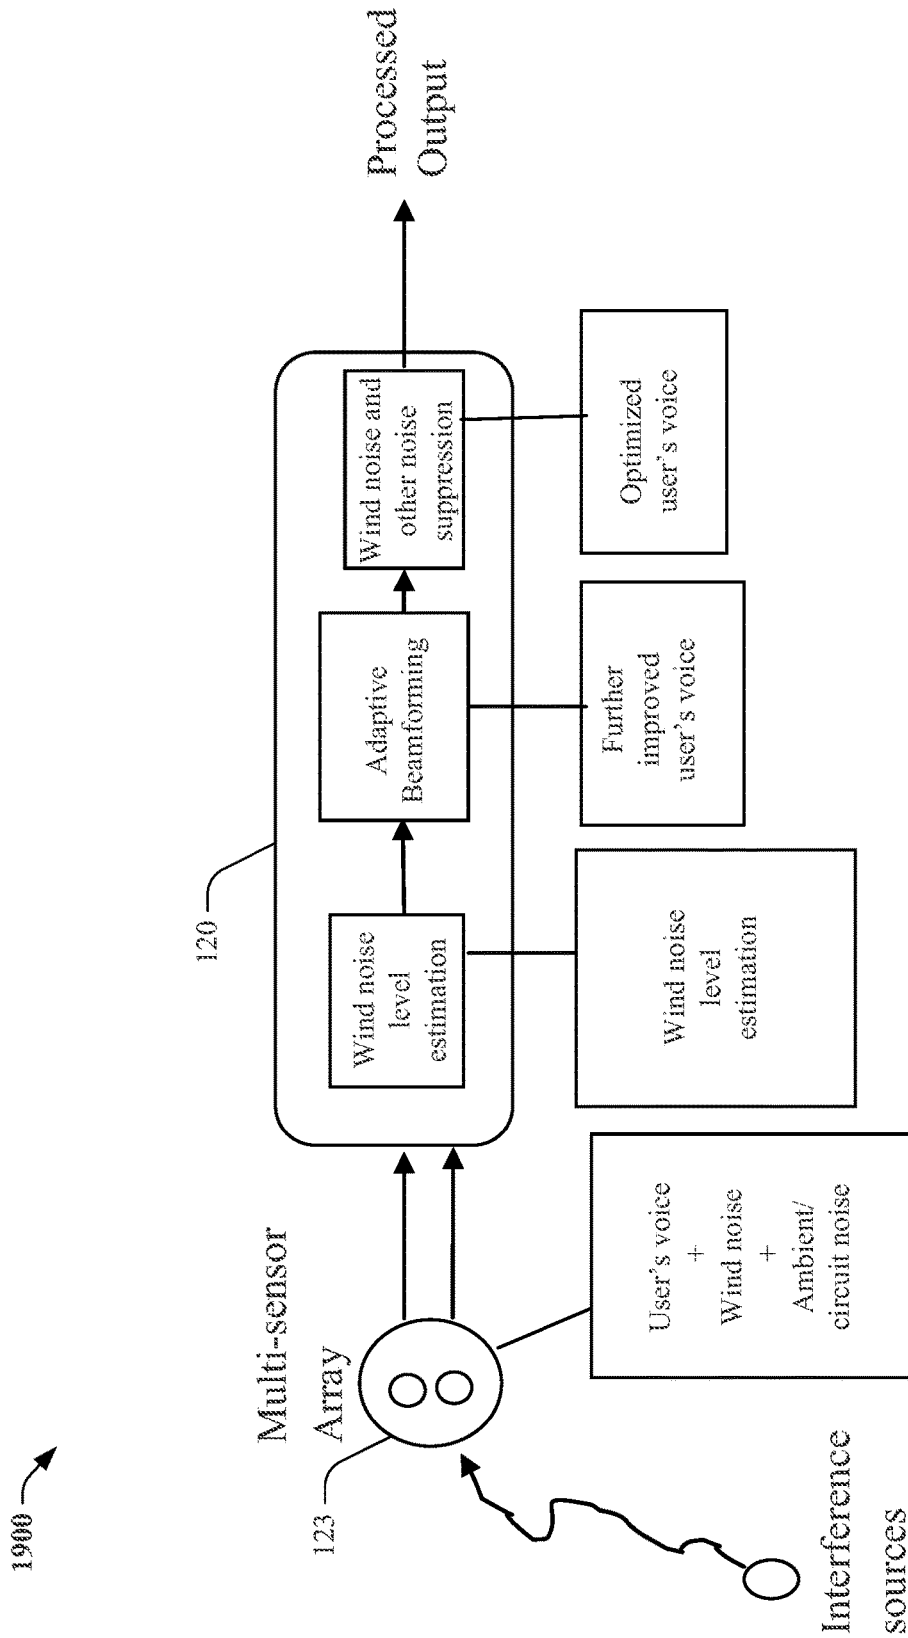 1900
Multi-sensor
Array
123
120
Processed
Output
Wind noise
level
estimation
Adaptive
Beamforming
Wind noise and
other noise
suppression
Interference
sources
User's voice
+
Wind noise
+
Ambient/
circuit noise
Wind noise
level
estimation
Further
improved
user's voice
Optimized
user's voice